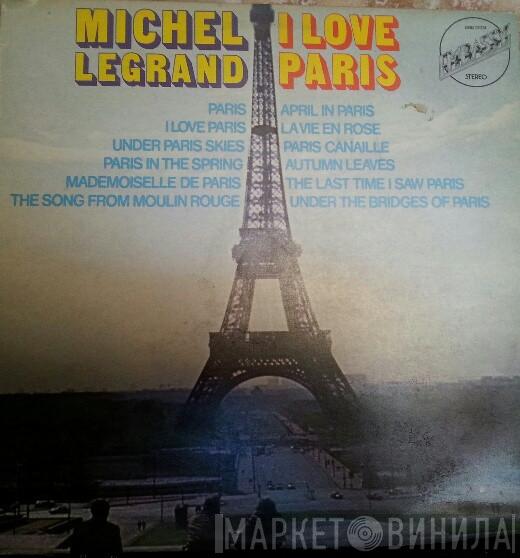 MICHEL
LEGRAND
I LOVE
PARIS
EMBASSY
STEREO
PARIS
I LOVE PARIS
UNDER PARIS SKIES
PARIS IN THE SPRING
MADEMOISELLE DE PARIS
THE SONG FROM MOULIN ROUGE
APRIL IN PARIS
LA VIE EN ROSE
PARIS CANAILLE
AUTUMN LEAVES
THE LAST TIME I SAW PARIS
UNDER THE BRIDGES OF PARIS
МАРКЕТ ВИНИЛА